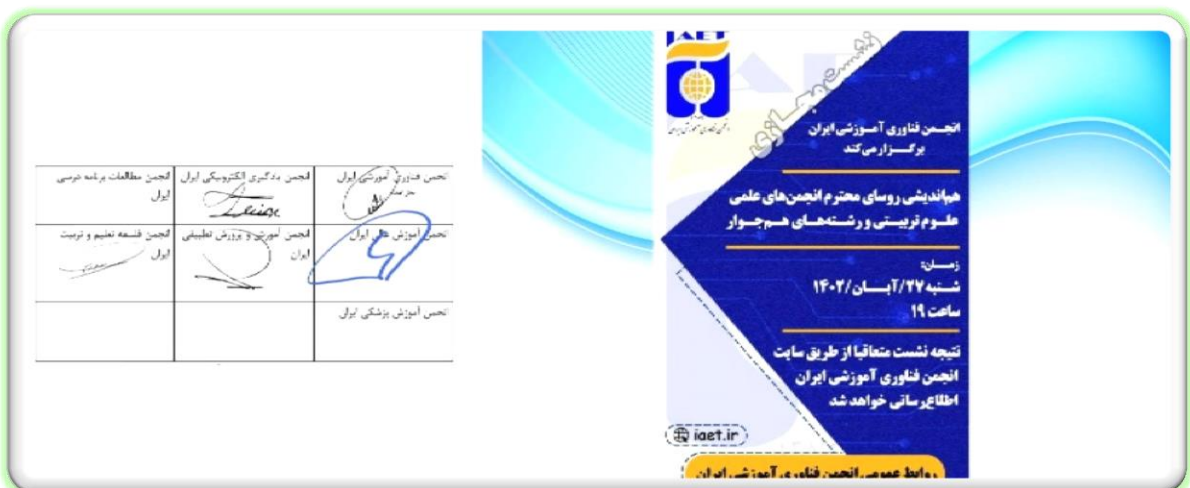 انجمن فناوری آموزشی ایران
انجمن یادگیری الکترونیکی ایران
انجمن مطالعات برنامه درسی
ایران
انجمن آموزش عالی ایران
انجمن آموزش و پرورش تطبیقی
ایران
انجمن فلسفه تعلیم و تربیت
ایران
انجمن آموزش پزشکی ایران
IAET
نشست مجازی
انجمن فناوری آموزشی ایران
برگزار می‌کند
هم‌اندیشی روسای محترم انجمن‌های علمی
علوم تربیتی و رشته‌های هم‌جوار
زمان:
شنبه ۲۷/آبان/۱۴۰۲
ساعت ۱۹
نتیجه نشست متعاقبا از طریق سایت
انجمن فناوری آموزشی ایران
اطلاع‌رسانی خواهد شد
iaet.ir
روابط عمومی انجمن فناوری آموزشی ایران